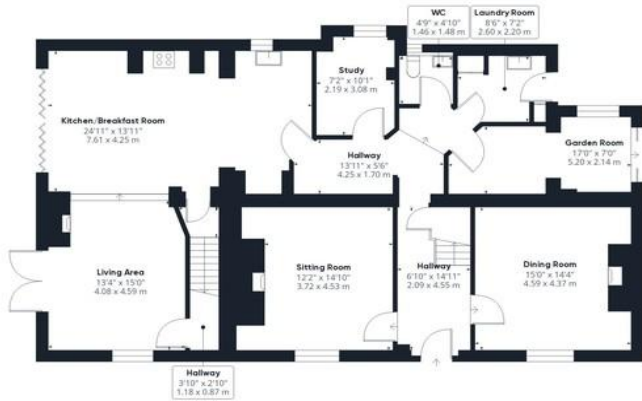 WC
4'9" x 4'10"
1.46 x 1.48 m
Laundry Room
8'6" x 7'2"
2.60 x 2.20 m
Study
7'2" x 10'1"
2.19 x 3.08 m
Kitchen/Breakfast Room
24'11" x 13'11"
7.61 x 4.25 m
Hallway
13'11" x 5'6"
4.25 x 1.70 m
Garden Room
17'0" x 7'0"
5.20 x 2.14 m
Living Area
13'4" x 15'0"
4.08 x 4.59 m
Sitting Room
12'2" x 14'10"
3.72 x 4.53 m
Hallway
6'10" x 14'11"
2.09 x 4.55 m
Dining Room
15'0" x 14'4"
4.59 x 4.37 m
Hallway
3'10" x 2'10"
1.18 x 0.87 m